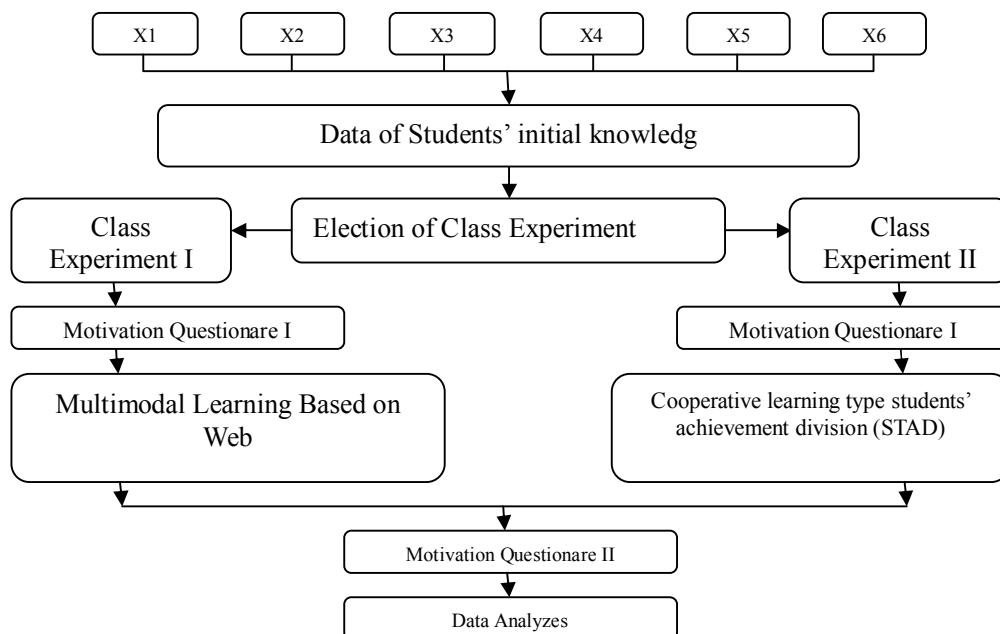 X1
X2
X3
X4
X5
X6
Data of Students’ initial knowledg
Election of Class Experiment
Class
Experiment I
Class
Experiment II
Motivation Questionare I
Motivation Questionare I
Multimodal Learning Based on
Web
Cooperative learning type students’
achievement division (STAD)
Motivation Questionare II
Data Analyzes